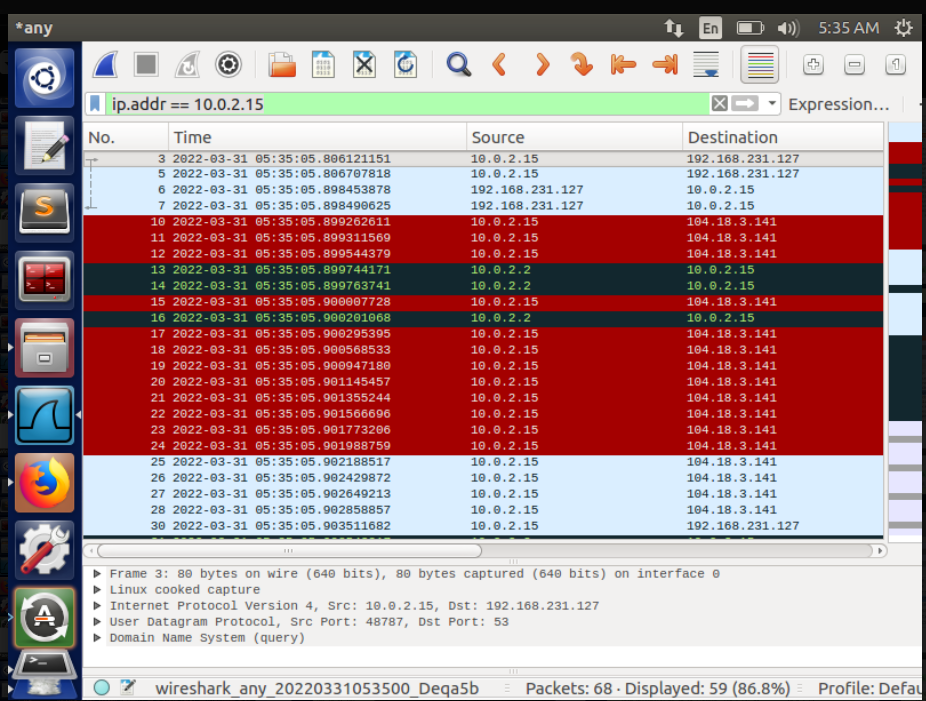 *any
En
5:35 AM
ip.addr == 10.0.2.15
Expression…
No. Time Source Destination
3 2022-03-31 05:35:05.806121151 10.0.2.15 192.168.231.127
5 2022-03-31 05:35:05.806707818 10.0.2.15 192.168.231.127
6 2022-03-31 05:35:05.898453878 192.168.231.127 10.0.2.15
7 2022-03-31 05:35:05.898490625 192.168.231.127 10.0.2.15
10 2022-03-31 05:35:05.899262611 10.0.2.15 104.18.3.141
11 2022-03-31 05:35:05.899311569 10.0.2.15 104.18.3.141
12 2022-03-31 05:35:05.899544379 10.0.2.15 104.18.3.141
13 2022-03-31 05:35:05.899744171 10.0.2.2 10.0.2.15
14 2022-03-31 05:35:05.899763741 10.0.2.2 10.0.2.15
15 2022-03-31 05:35:05.900007728 10.0.2.15 104.18.3.141
16 2022-03-31 05:35:05.900201068 10.0.2.2 10.0.2.15
17 2022-03-31 05:35:05.900295395 10.0.2.15 104.18.3.141
18 2022-03-31 05:35:05.900568533 10.0.2.15 104.18.3.141
19 2022-03-31 05:35:05.900947180 10.0.2.15 104.18.3.141
20 2022-03-31 05:35:05.901145457 10.0.2.15 104.18.3.141
21 2022-03-31 05:35:05.901355244 10.0.2.15 104.18.3.141
22 2022-03-31 05:35:05.901566696 10.0.2.15 104.18.3.141
23 2022-03-31 05:35:05.901773206 10.0.2.15 104.18.3.141
24 2022-03-31 05:35:05.901988759 10.0.2.15 104.18.3.141
25 2022-03-31 05:35:05.902188517 10.0.2.15 104.18.3.141
26 2022-03-31 05:35:05.902429872 10.0.2.15 104.18.3.141
27 2022-03-31 05:35:05.902649213 10.0.2.15 104.18.3.141
28 2022-03-31 05:35:05.902858857 10.0.2.15 104.18.3.141
30 2022-03-31 05:35:05.903511682 10.0.2.15 192.168.231.127
Frame 3: 80 bytes on wire (640 bits), 80 bytes captured (640 bits) on interface 0
Linux cooked capture
Internet Protocol Version 4, Src: 10.0.2.15, Dst: 192.168.231.127
User Datagram Protocol, Src Port: 48787, Dst Port: 53
Domain Name System (query)
wireshark_any_20220331053500_Deqa5b Packets: 68 · Displayed: 59 (86.8%) Profile: Defau